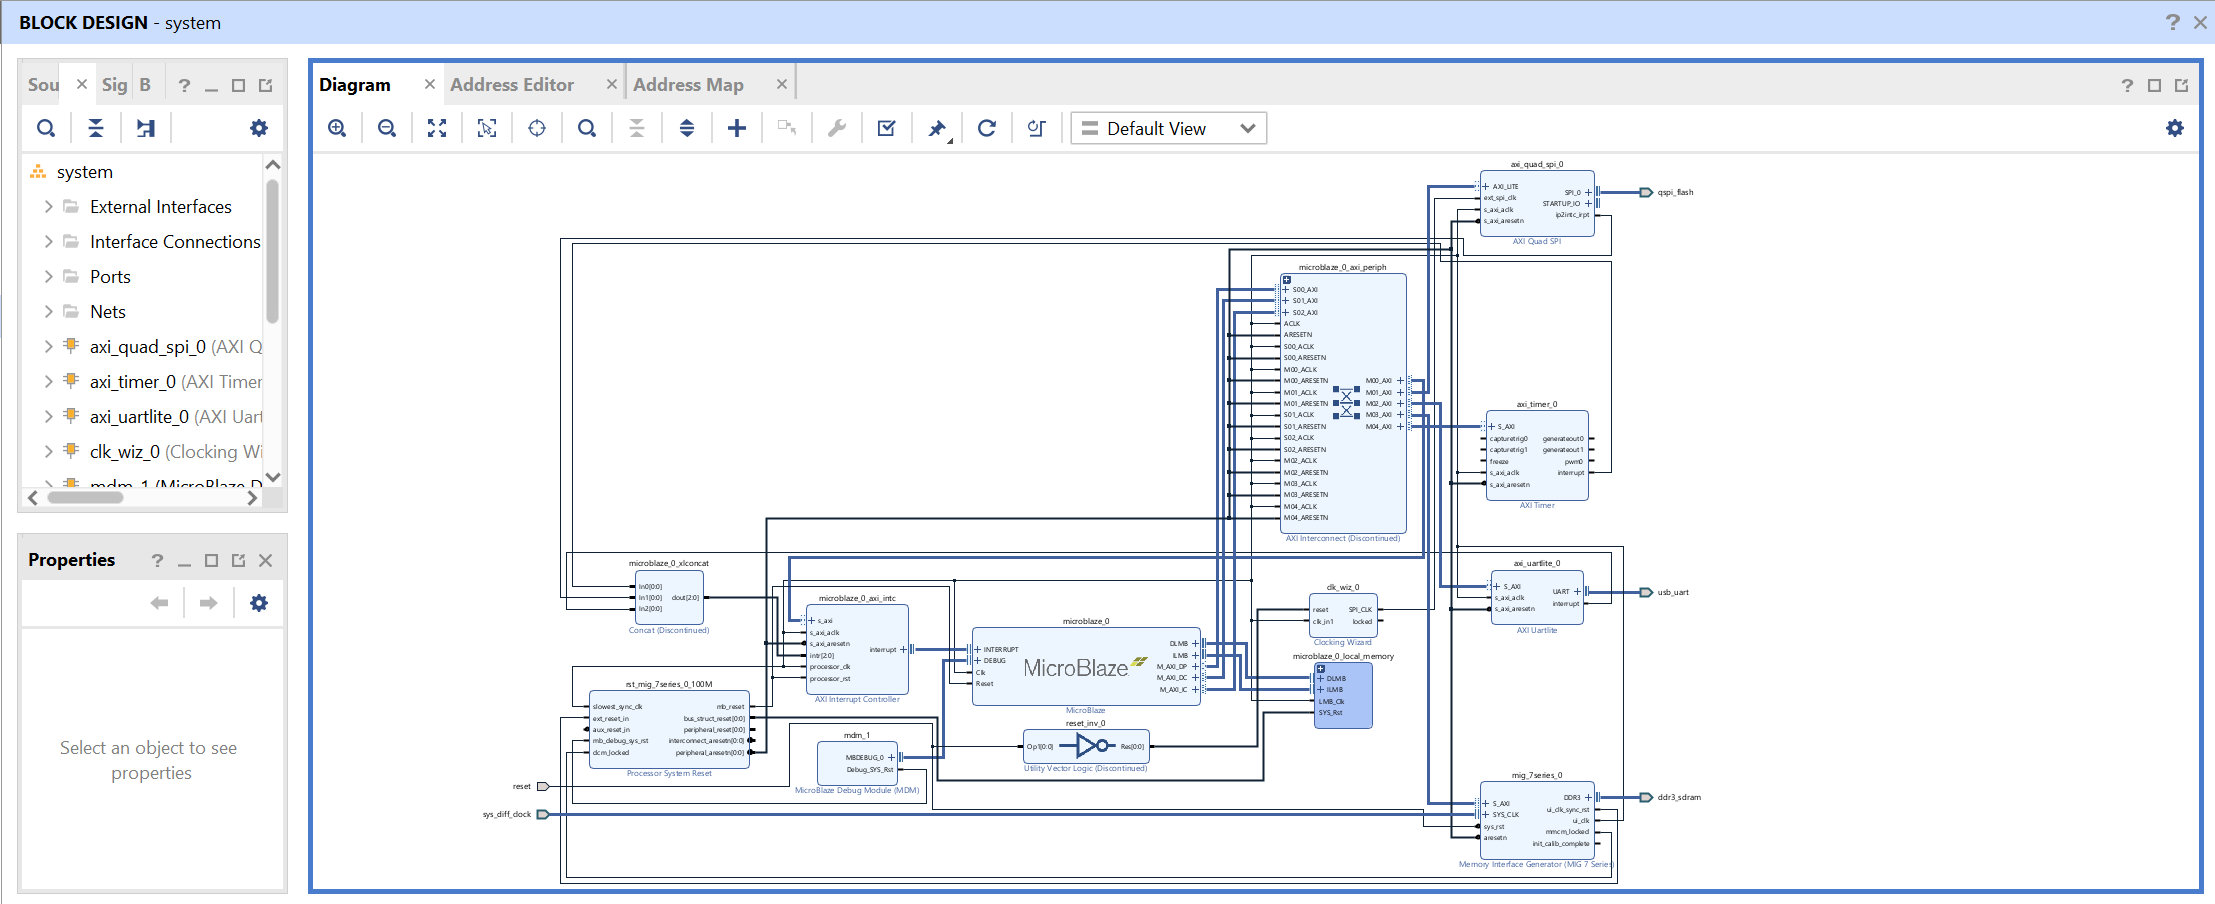 BLOCK DESIGN - system
Sou
Sig
B
system
External Interfaces
Interface Connections
Ports
Nets
axi_quad_spi_0 (AXI Q
axi_timer_0 (AXI Timer
axi_uartlite_0 (AXI Uart
clk_wiz_0 (Clocking Wi
mdm_1 (MicroBlaze D
Properties
Select an object to see
properties
Diagram
Address Editor
Address Map
Default View
axi_quad_spi_0
AXI_LITE
ext_spi_clk
s_axi_aclk
s_axi_aresetn
SPI_0
STARTUP_IO
ip2intc_irpt
AXI Quad SPI
qspi_flash
microblaze_0_axi_periph
S00_AXI
S01_AXI
S02_AXI
ACLK
ARESETN
S00_ACLK
S00_ARESETN
M00_ACLK
M00_ARESETN
M01_ACLK
M01_ARESETN
S01_ACLK
S01_ARESETN
S02_ACLK
S02_ARESETN
M02_ACLK
M02_ARESETN
M03_ACLK
M03_ARESETN
M04_ACLK
M04_ARESETN
M00_AXI
M01_AXI
M02_AXI
M03_AXI
M04_AXI
AXI Interconnect (Discontinued)
axi_timer_0
S_AXI
capturetrig0
capturetrig1
freeze
s_axi_aclk
s_axi_aresetn
generateout0
generateout1
pwm0
interrupt
AXI Timer
microblaze_0_xlconcat
In0[0:0]
In1[0:0]
In2[0:0]
dout[2:0]
Concat (Discontinued)
microblaze_0_axi_intc
s_axi
s_axi_aclk
s_axi_aresetn
intr[2:0]
processor_clk
processor_rst
interrupt
AXI Interrupt Controller
microblaze_0
INTERRUPT
DEBUG
Clk
Reset
MicroBlaze
DLMB
ILMB
M_AXI_DP
M_AXI_DC
M_AXI_IC
MicroBlaze
clk_wiz_0
reset
clk_in1
SPI_CLK
locked
Clocking Wizard
microblaze_0_local_memory
DLMB
ILMB
LMB_Clk
SYS_Rst
axi_uartlite_0
S_AXI
s_axi_aclk
s_axi_aresetn
UART
interrupt
AXI Uartlite
usb_uart
rst_mig_7series_0_100M
slowest_sync_clk
ext_reset_in
aux_reset_in
mb_debug_sys_rst
dcm_locked
mb_reset
bus_struct_reset[0:0]
peripheral_reset[0:0]
interconnect_aresetn[0:0]
peripheral_aresetn[0:0]
Processor System Reset
reset_inv_0
Op1[0:0]
Res[0:0]
Utility Vector Logic (Discontinued)
mdm_1
MBDEBUG_0
Debug_SYS_Rst
MicroBlaze Debug Module (MDM)
reset
sys_diff_clock
mig_7series_0
S_AXI
SYS_CLK
sys_rst
aresetn
DDR3
ui_clk_sync_rst
ui_clk
mmcm_locked
init_calib_complete
Memory Interface Generator (MIG 7 Series)
ddr3_sdram